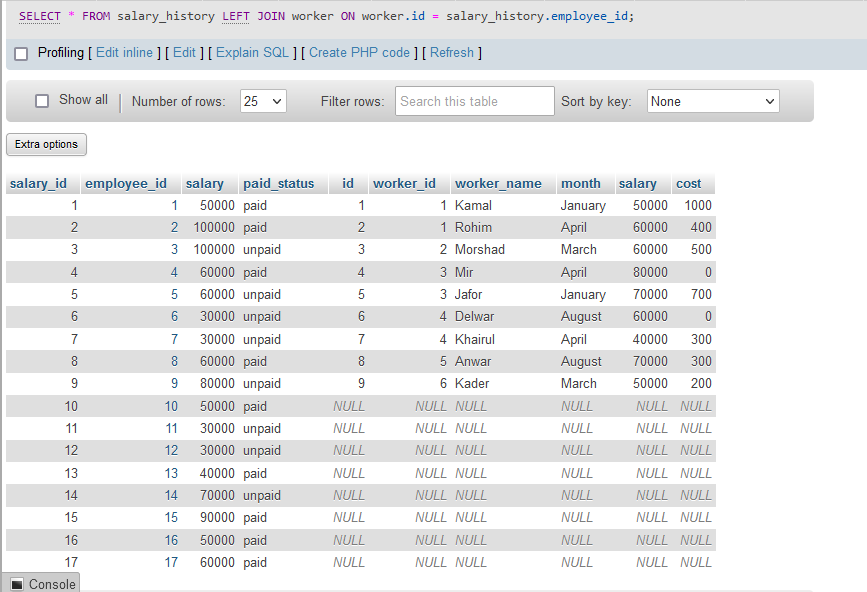 SELECT * FROM salary_history LEFT JOIN worker ON worker.id = salary_history.employee_id;
Profiling [ Edit inline ] [ Edit ] [ Explain SQL ] [ Create PHP code ] [ Refresh ]
Show all | Number of rows: 25 Filter rows: Search this table Sort by key: None
Extra options
salary_id employee_id salary paid_status id worker_id worker_name month salary cost
1 1 50000 paid 1 1 Kamal January 50000 1000
2 2 100000 paid 2 1 Rohim April 60000 400
3 3 100000 unpaid 3 2 Morshad March 60000 500
4 4 60000 paid 4 3 Mir April 80000 0
5 5 60000 unpaid 5 3 Jafor January 70000 700
6 6 30000 unpaid 6 4 Delwar August 60000 0
7 7 30000 unpaid 7 4 Khairul April 40000 300
8 8 60000 paid 8 5 Anwar August 70000 300
9 9 80000 unpaid 9 6 Kader March 50000 200
10 10 50000 paid NULL NULL NULL NULL NULL NULL
11 11 30000 unpaid NULL NULL NULL NULL NULL NULL
12 12 30000 unpaid NULL NULL NULL NULL NULL NULL
13 13 40000 paid NULL NULL NULL NULL NULL NULL
14 14 70000 unpaid NULL NULL NULL NULL NULL NULL
15 15 90000 paid NULL NULL NULL NULL NULL NULL
16 16 50000 paid NULL NULL NULL NULL NULL NULL
17 17 60000 paid NULL NULL NULL NULL NULL NULL
Console